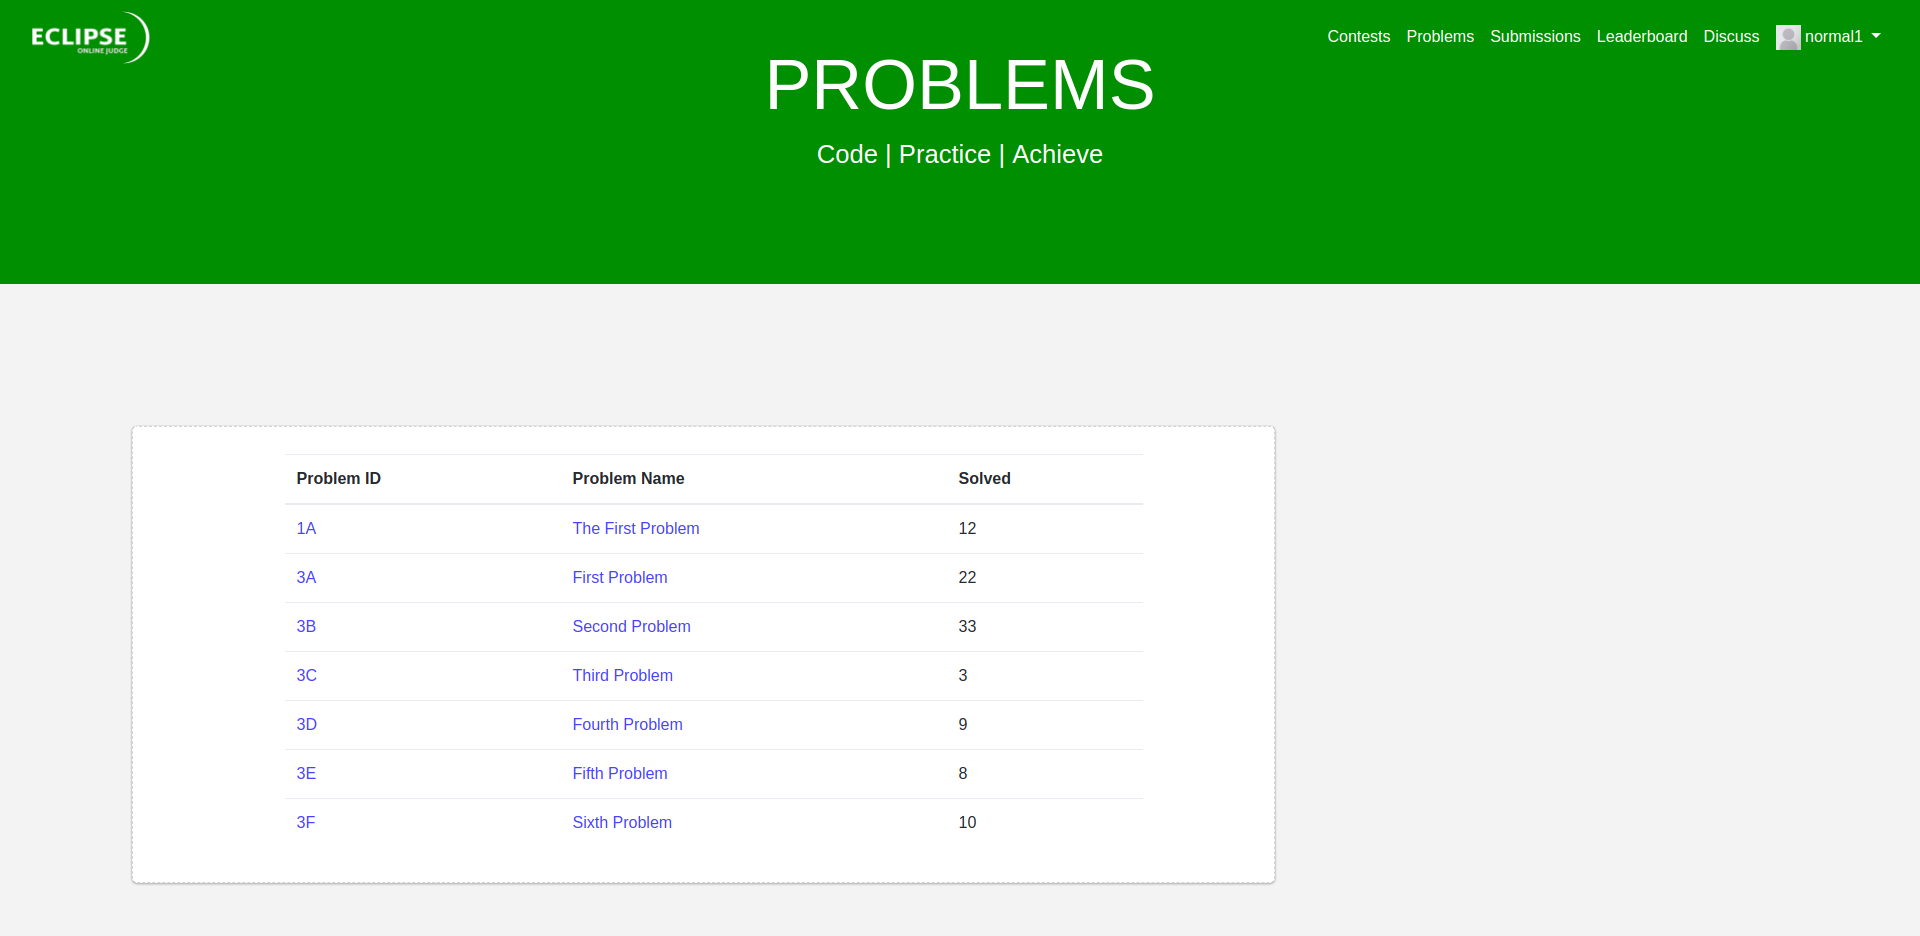 ECLIPSE
ONLINE JUDGE
Contests Problems Submissions Leaderboard Discuss normal1
PROBLEMS
Code | Practice | Achieve
Problem ID Problem Name Solved
1A The First Problem 12
3A First Problem 22
3B Second Problem 33
3C Third Problem 3
3D Fourth Problem 9
3E Fifth Problem 8
3F Sixth Problem 10